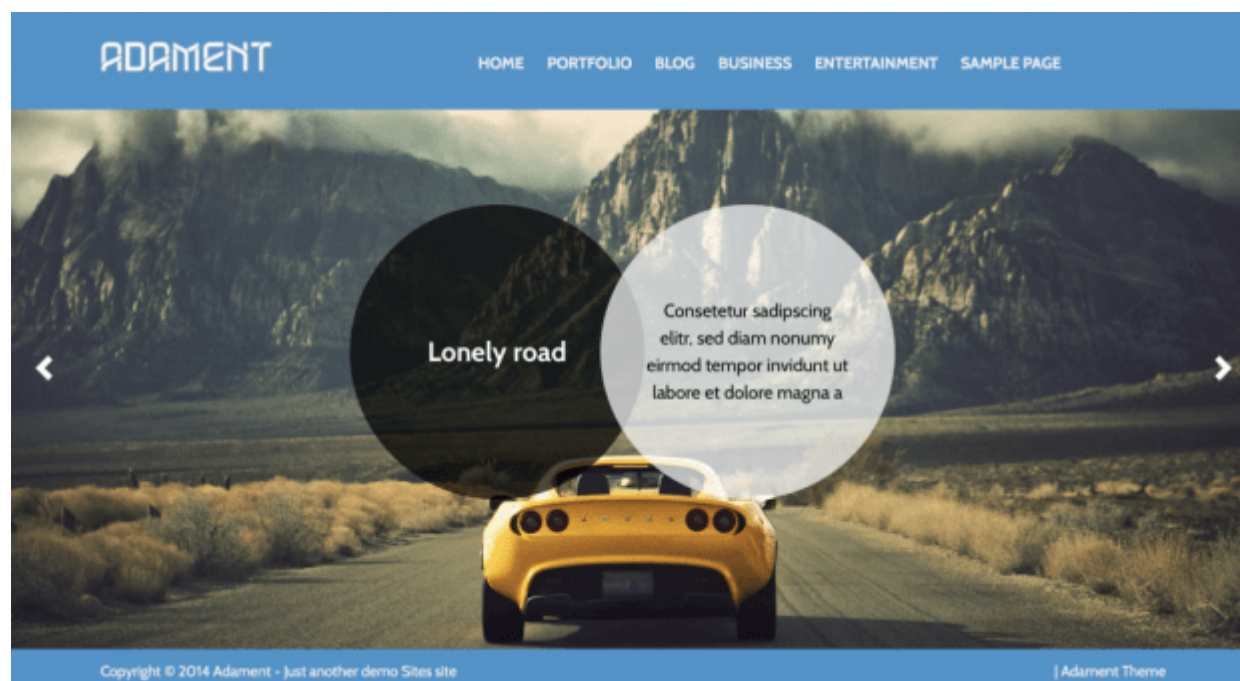 ADAMENT
HOME PORTFOLIO BLOG BUSINESS ENTERTAINMENT SAMPLE PAGE
Lonely road
Consetetur sadipscing
elitr, sed diam nonumy
eirmod tempor invidunt ut
labore et dolore magna a
Copyright © 2014 Adament - Just another demo Sites site
| Adament Theme